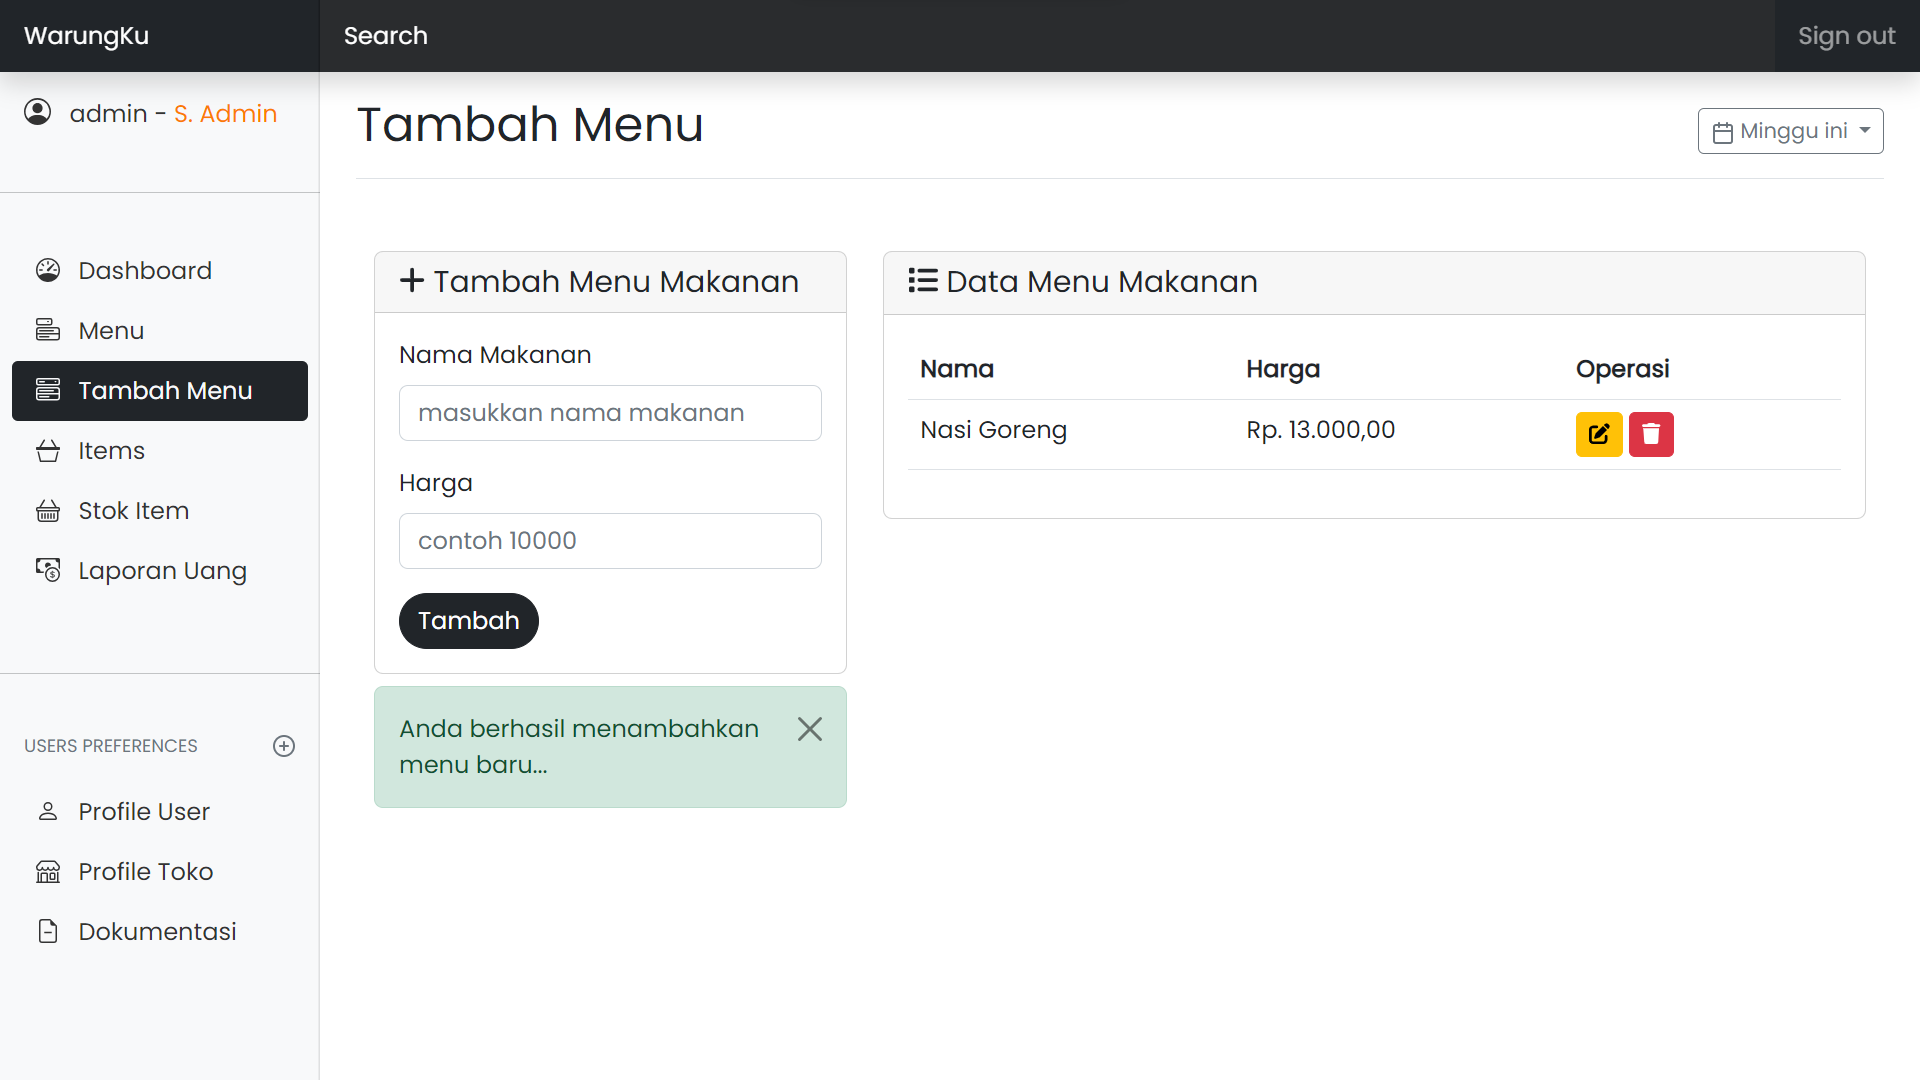 WarungKu
Search
Sign out
admin - S. Admin
Dashboard
Menu
Tambah Menu
Items
Stok Item
Laporan Uang
USERS PREFERENCES
Profile User
Profile Toko
Dokumentasi
Tambah Menu
Minggu ini
Tambah Menu Makanan
Nama Makanan
masukkan nama makanan
Harga
contoh 10000
Tambah
Anda berhasil menambahkan
menu baru...
Data Menu Makanan
Nama Harga Operasi
Nasi Goreng Rp. 13.000,00